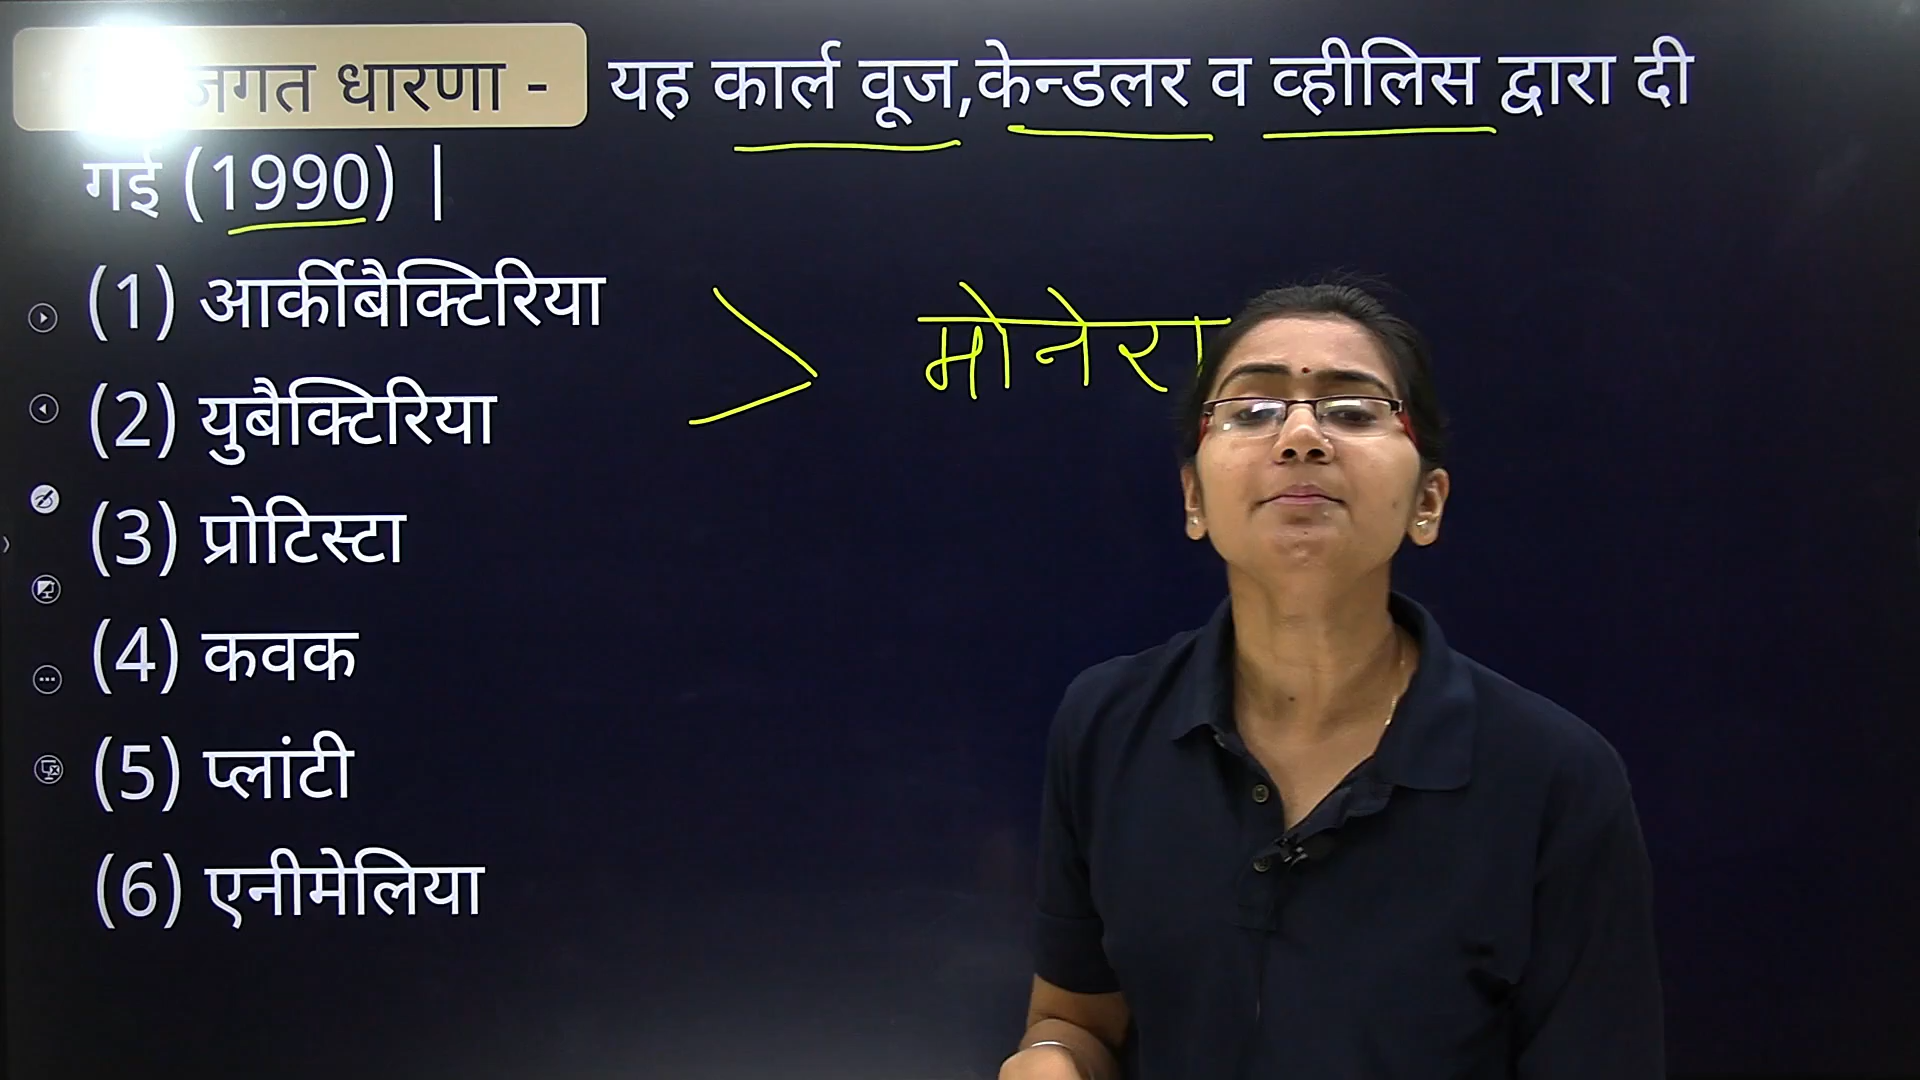 जगत धारणा - यह कार्ल वूज,केन्डलर व व्हीलिस द्वारा दी
गई (1990) |
(1) आर्कीबैक्टिरिया
(2) युबैक्टिरिया
मोनेरा
(3) प्रोटिस्टा
(4) कवक
(5) प्लांटी
(6) एनीमेलिया